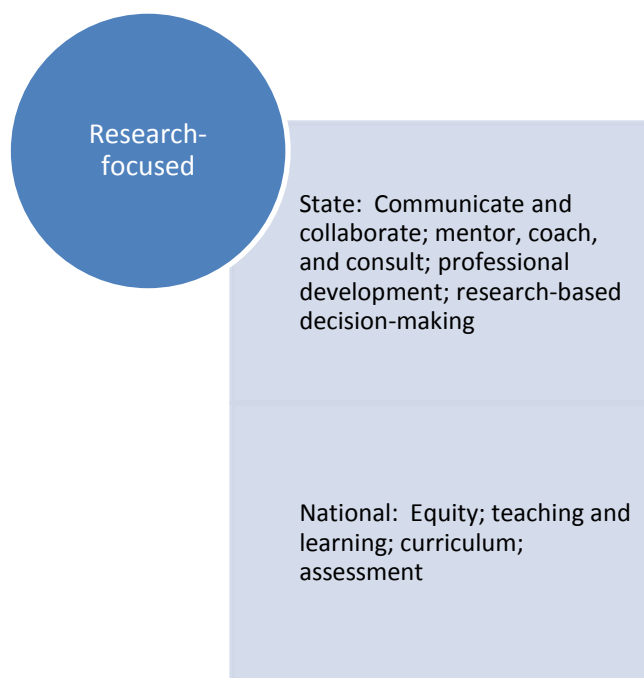 Research-
focused
State:  Communicate and
collaborate; mentor, coach,
and consult; professional
development; research-based
decision-making
National:  Equity; teaching and
learning; curriculum;
assessment